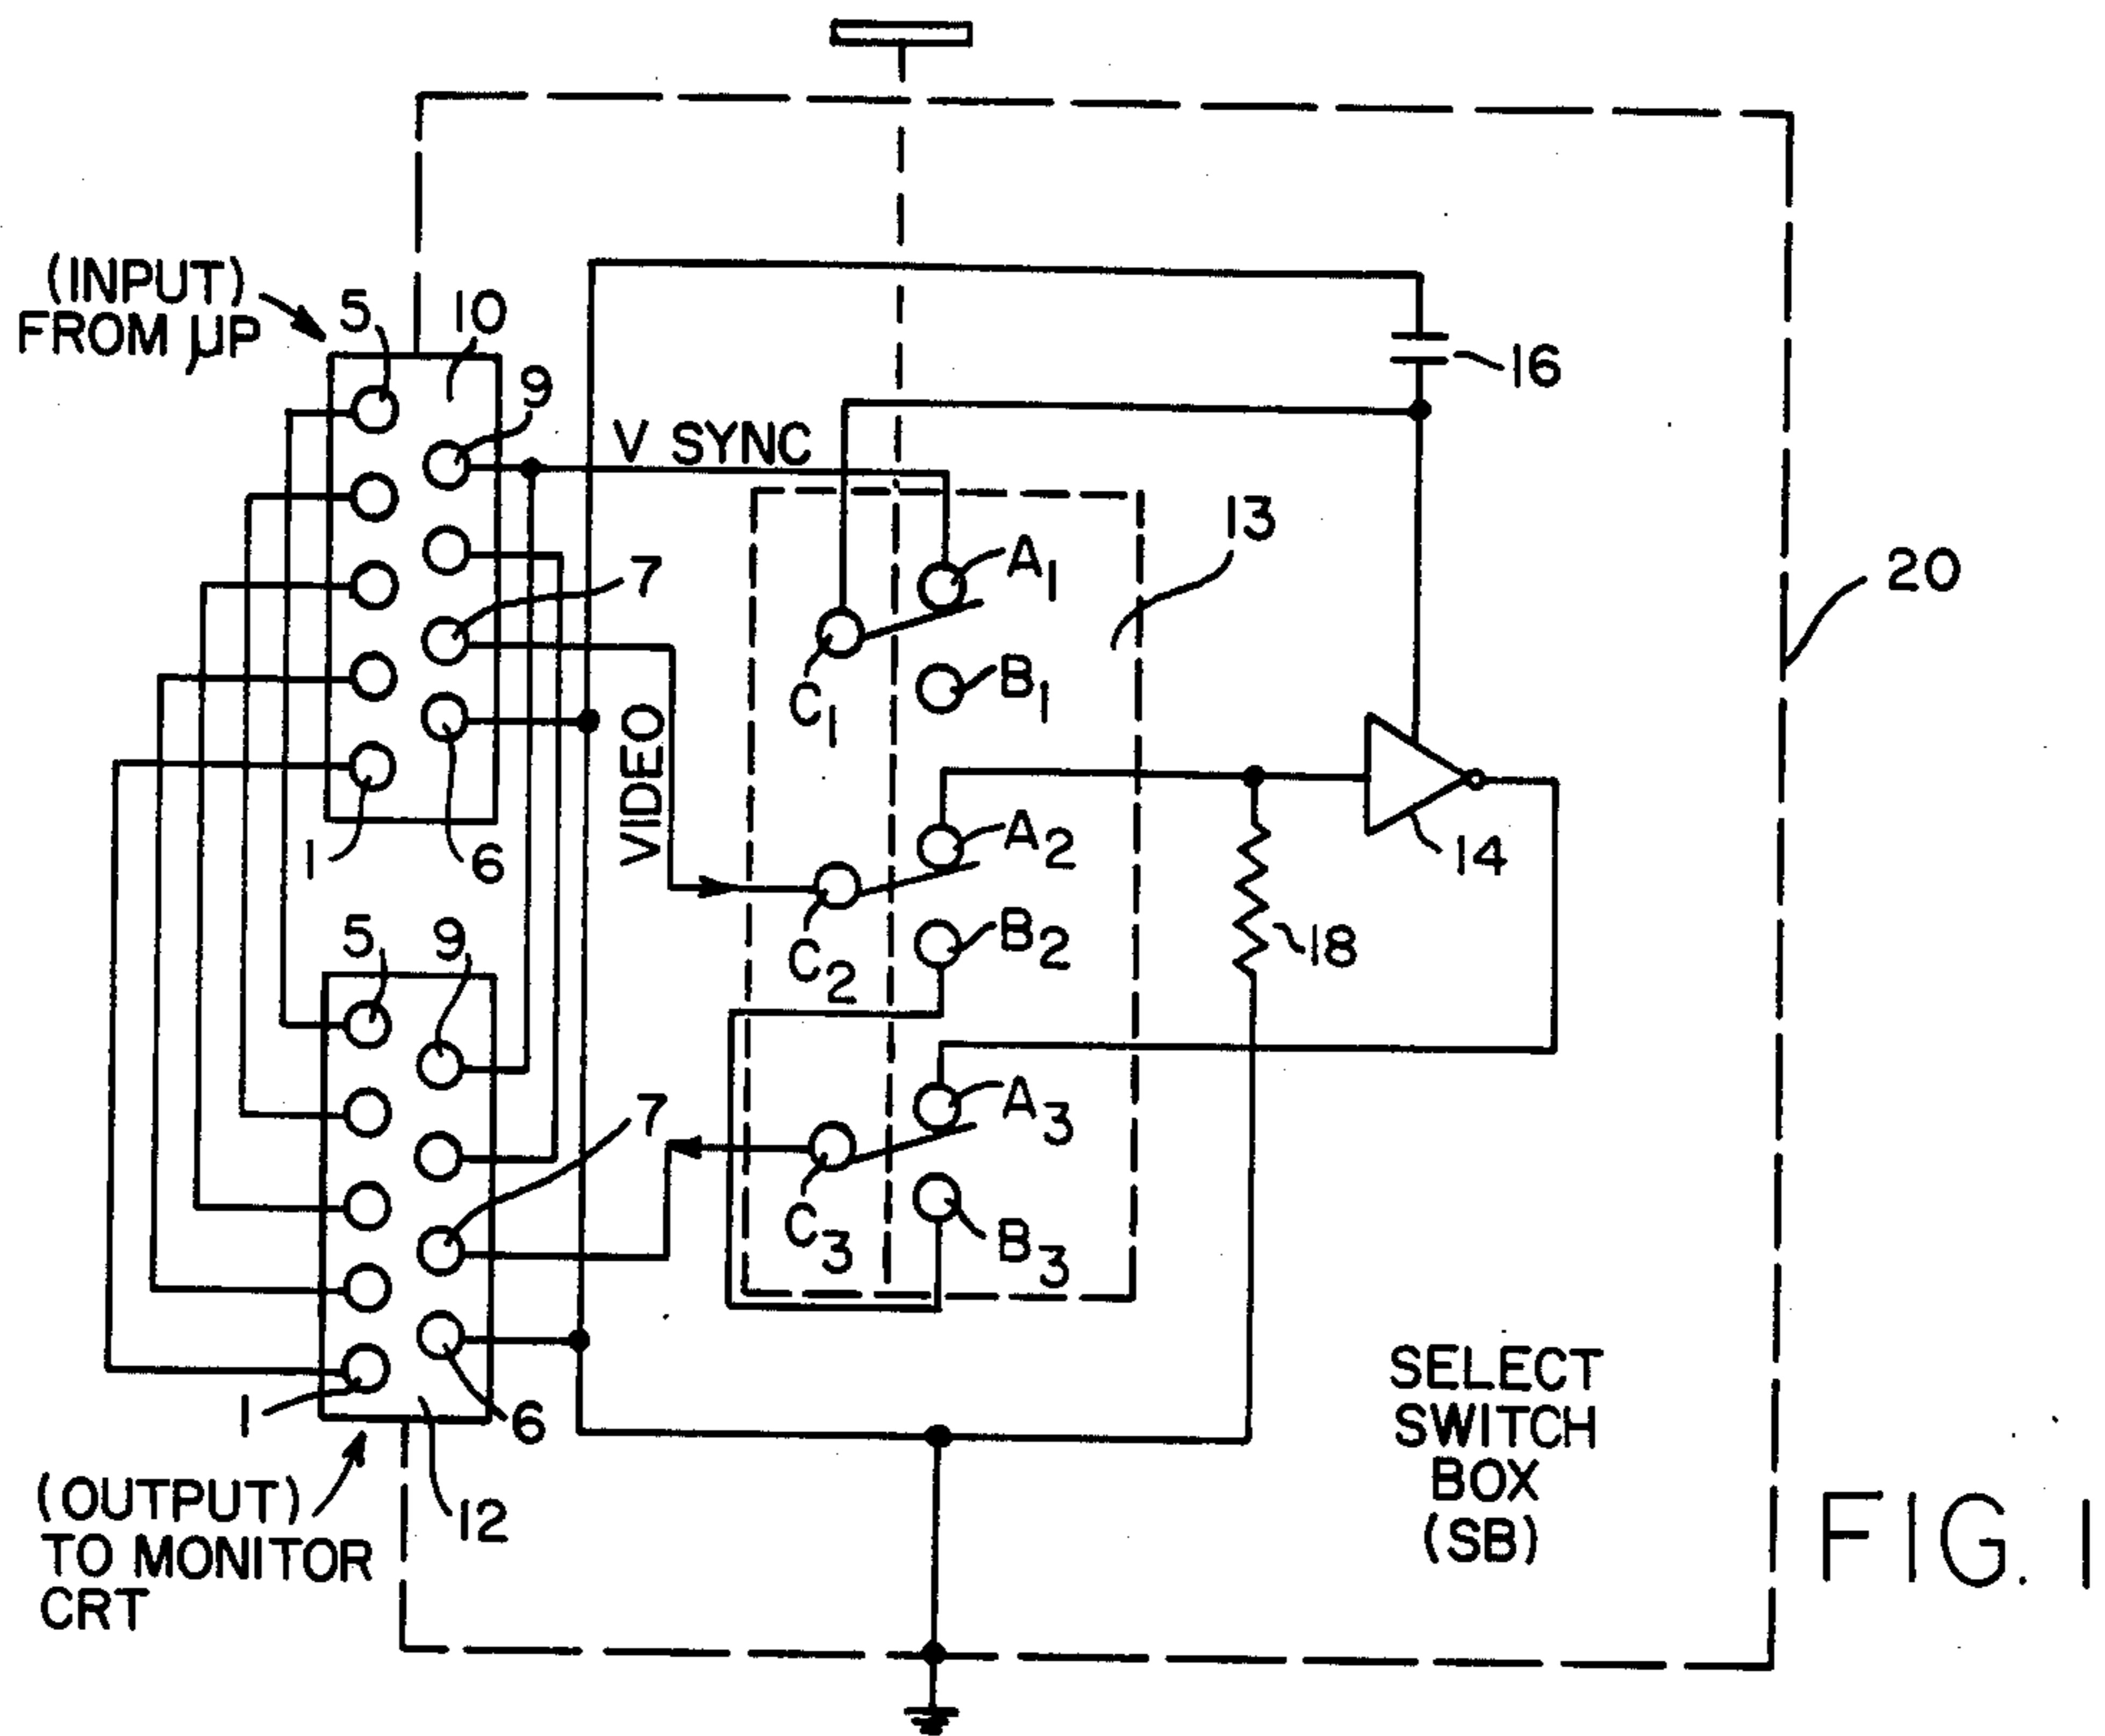 (INPUT)
FROM µP
5
10
9
16
V SYNC
13
A1
7
20
C1
B1
VIDEO
1
6
A2
14
5
9
C2
B2
18
7
A3
C3
B3
1
6
(OUTPUT)
TO MONITOR
CRT
12
SELECT
SWITCH
BOX
(SB)
FIG. 1